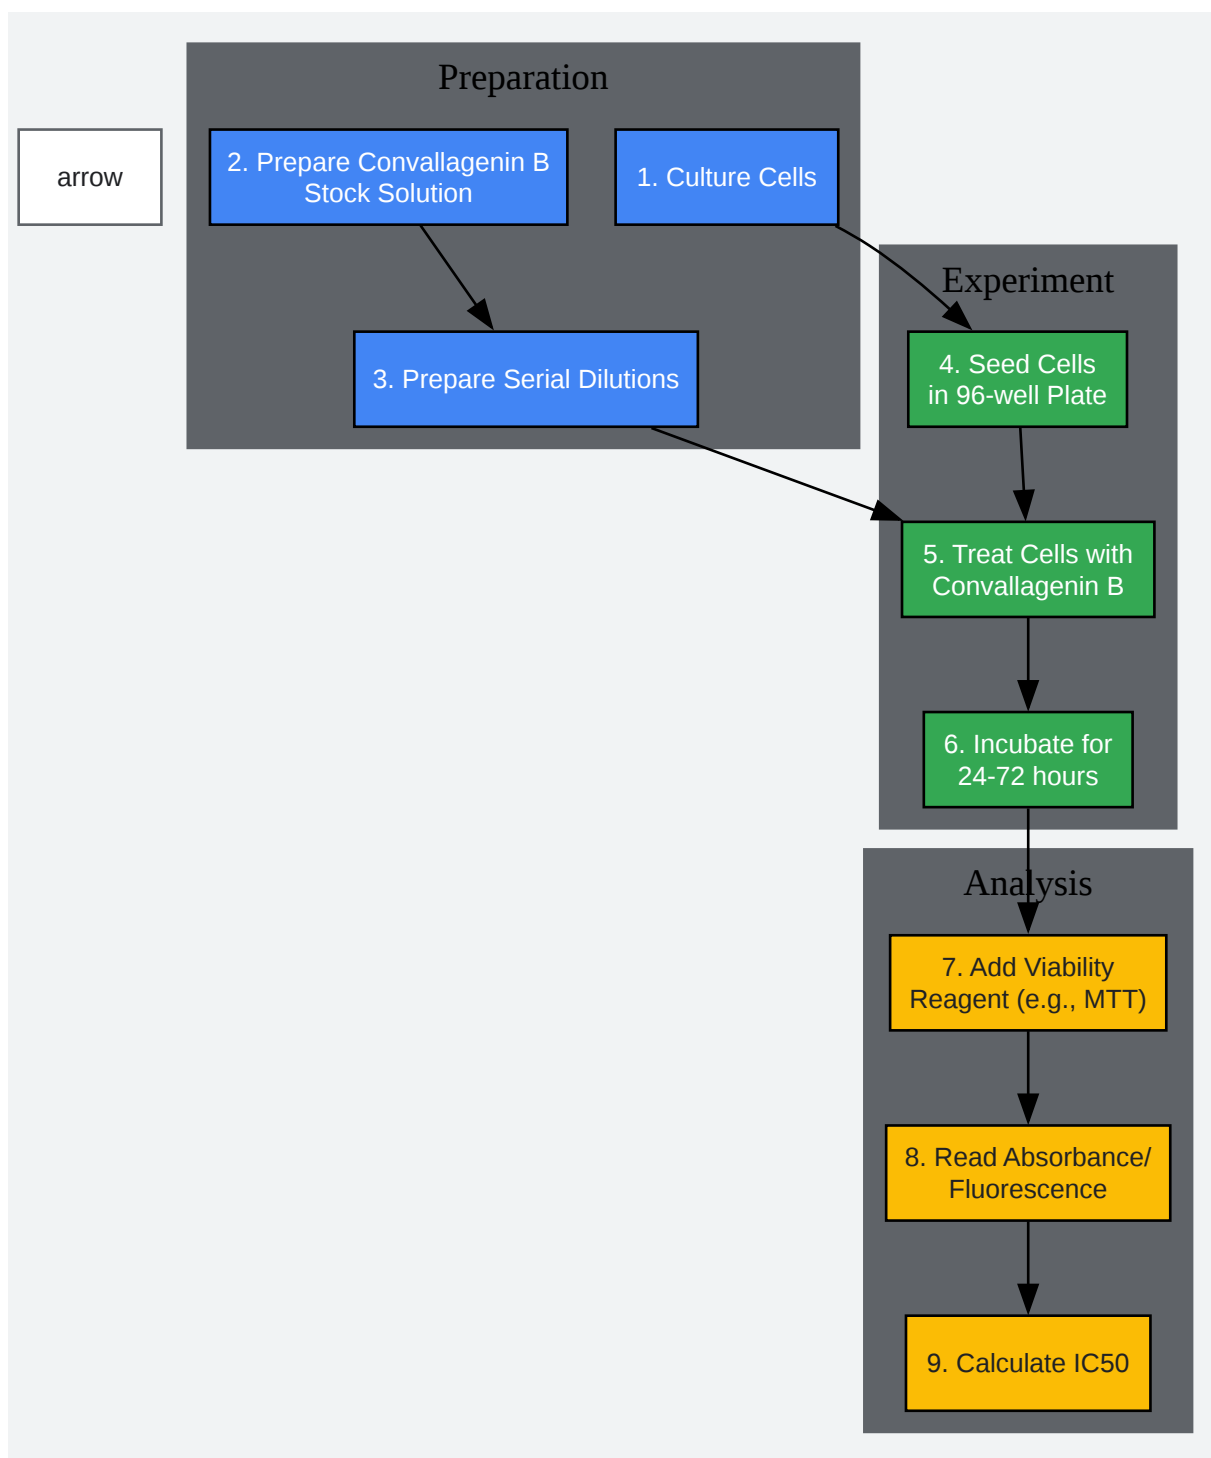 Preparation
arrow
2. Prepare Convallagenin B
Stock Solution
1. Culture Cells
Experiment
3. Prepare Serial Dilutions
4. Seed Cells
in 96-well Plate
5. Treat Cells with
Convallagenin B
6. Incubate for
24-72 hours
Analysis
7. Add Viability
Reagent (e.g., MTT)
8. Read Absorbance/
Fluorescence
9. Calculate IC50